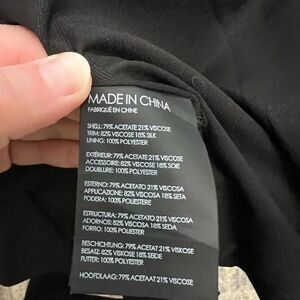 MADE IN CHINA
FABRIQUÉ EN CHINE
SHELL: 79% ACETATE 21% VISCOSE
TRIM: 82% VISCOSE 18% SILK
LINING: 100% POLYESTER
EXTÉRIEUR: 79% ACÉTATE 21% VISCOSE
ACCESSOIRE: 82% VISCOSE 18% SOIE
DOUBLURE: 100% POLYESTER
ESTERNO: 79% ACETATO 21% VISCOSA
APPLICAZIONE: 82% VISCOSA 18% SETA
FODERA: 100% POLIESTERE
ESTRUCTURA: 79% ACETATO 21% VISCOSA
ADORNOS: 82% VISCOSA 18% SEDA
FORRO: 100% POLIÉSTER
BESCHICHTUNG: 79% ACETAT 21% VISKOSE
BESATZ: 82% VISKOSE 18% SEIDE
FUTTER: 100% POLYESTER
HOOFDLAAG: 79% ACETAAT 21% VISCOSE